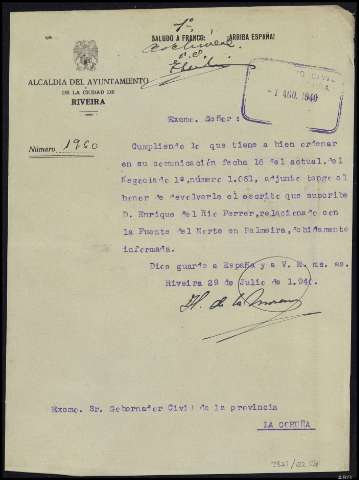 1º
SALUDO A FRANCO: ¡ARRIBA ESPAÑA!
ALCALDIA DEL AYUNTAMIENTO
DE LA CIUDAD DE
RIVEIRA
CIVIL
-1 AGO. 1940
Número 1960
Excmo. Señor:
Cumpliendo lo que tiene a bien ordenar
en su comunicación fecha 16 del actual, del
Negociado 1º, número 1.061, adjunto tengo el
honor de devolverle el escrito que suscribe
D. Enrique del Rio Ferrer, relacionado con
la Fuente del Norte en Palmeira, debidamente
informada.
Dios guarde a España y a V. E. ms. as.
Riveira 29 de Julio de 1.940.
Excmo. Sr. Gobernador Civil de la provincia
LA CORUÑA